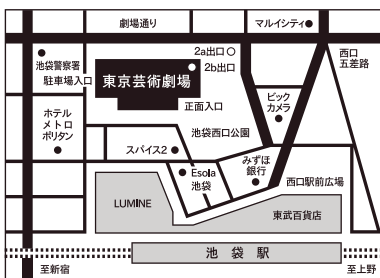 劇場通り
マルイシティ
2a出口
2b出口
西口
五差路
池袋警察署
駐車場入口
東京芸術劇場
正面入口
ビック
カメラ
ホテル
メトロ
ポリタン
池袋西口公園
スパイス2
みずほ
銀行
Esola
池袋
西口駅前広場
LUMINE
東武百貨店
池袋駅
至新宿
至上野